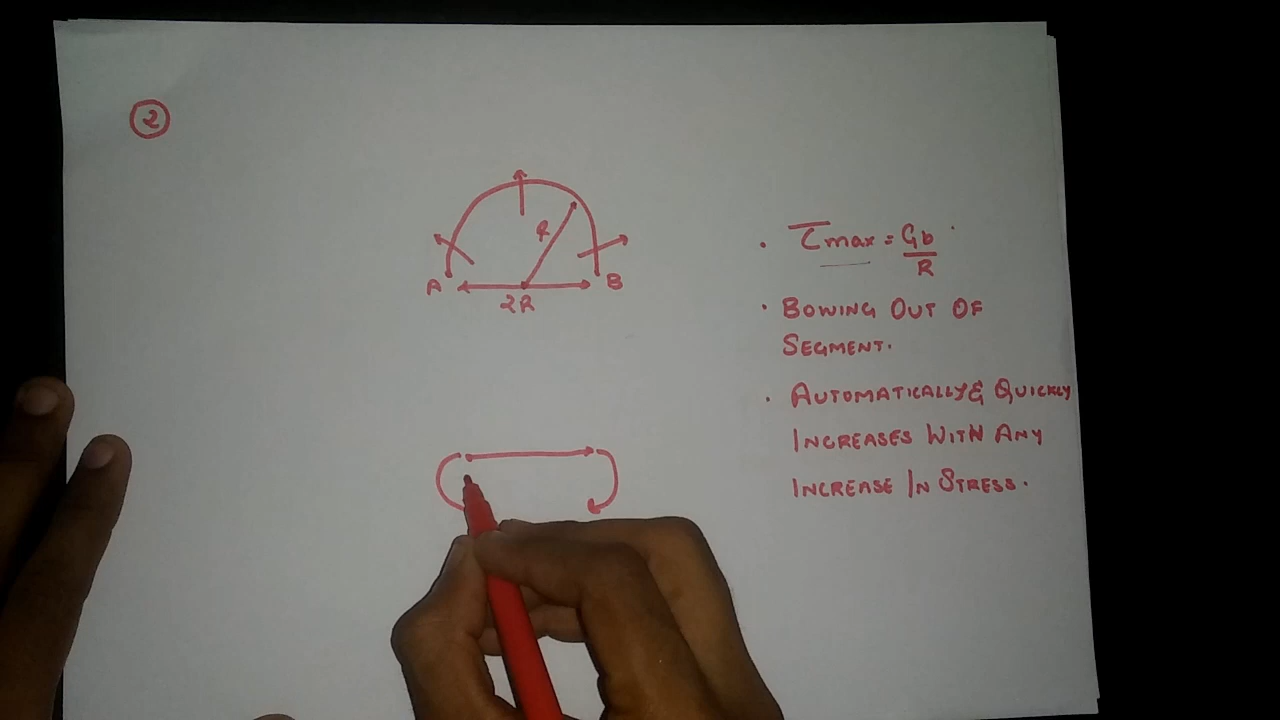 2
R
A
B
2R
. τmax = Gb
R
. BOWING OUT OF
SEGMENT.
. AUTOMATICALLY & QUICKLY
INCREASES WITH ANY
INCREASE IN STRESS.